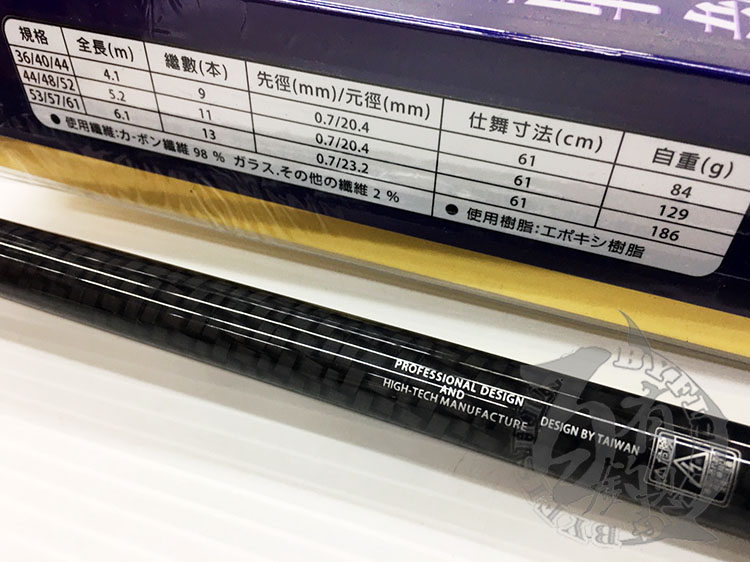 規格 全長(m) 繼數(本) 先徑(mm)/元徑(mm) 仕舞寸法(cm) 自重(g)
36/40/44 4.1 9 0.7/20.4 61 84
44/48/52 5.2 11 0.7/20.4 61 129
53/57/61 6.1 13 0.7/23.2 61 186
● 使用纖維:カーボン纖維 98 % ガラス.その他の纖維 2 %
● 使用樹脂:エポキシ樹脂
PROFESSIONAL DESIGN
AND
HIGH-TECH MANUFACTURE
DESIGN BY TAIWAN